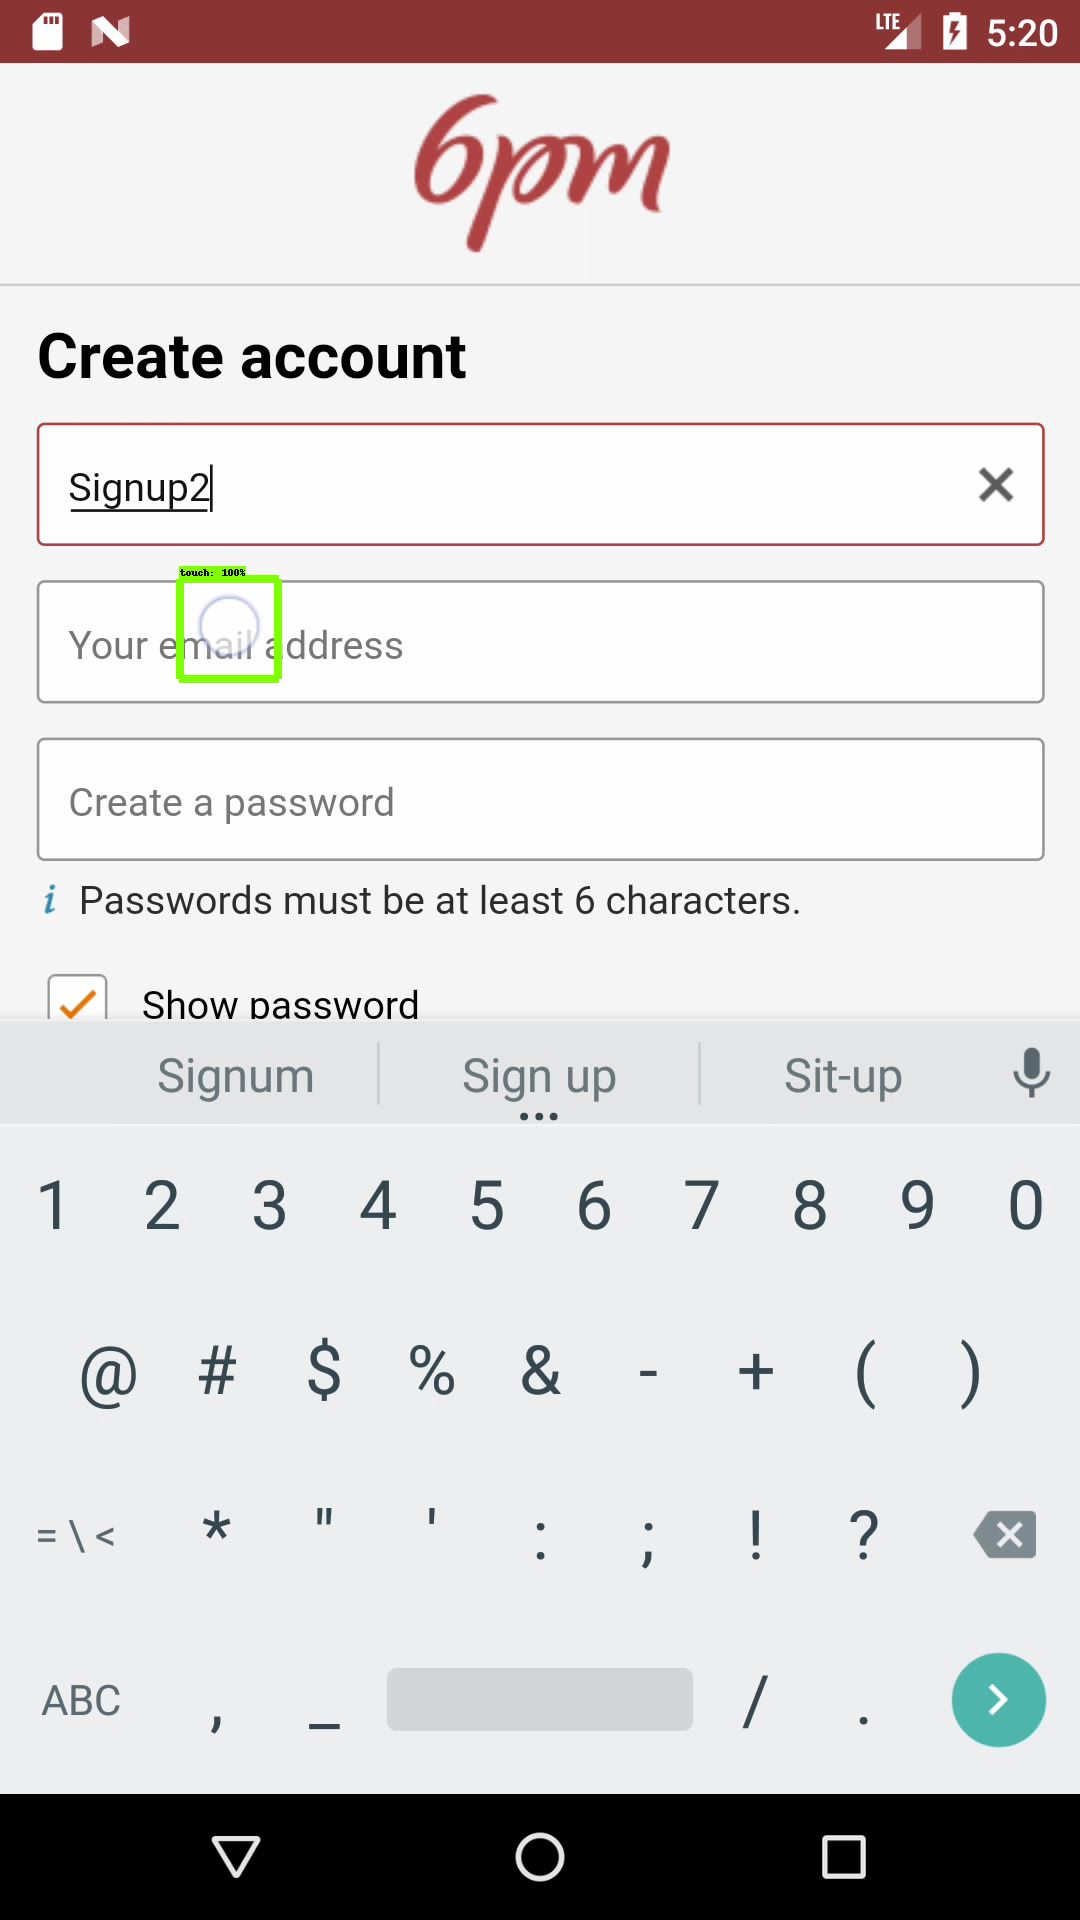 LTE 5:20
6pm
Create account
Signup2
touch: 100%
Your email address
Create a password
i Passwords must be at least 6 characters.
Show password
Signum Sign up Sit-up
1 2 3 4 5 6 7 8 9 0
@ # $ % & - + ( )
= \ < * " ' : ; ! ?
ABC , _ / .